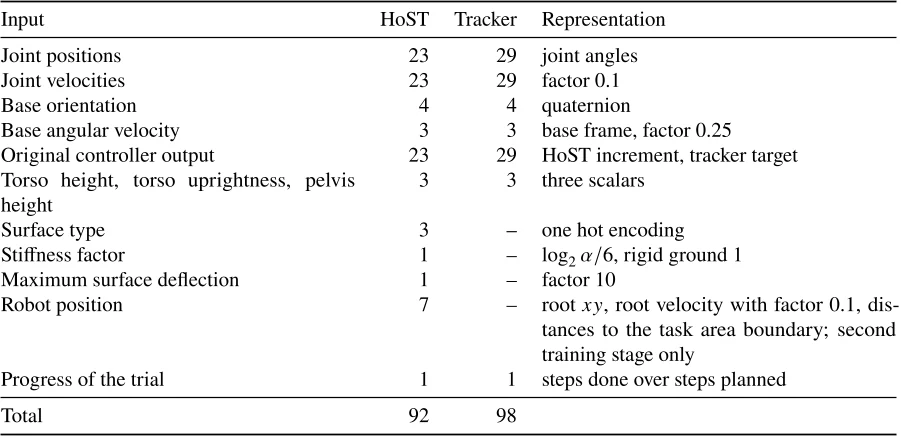 Input HoST Tracker Representation
Joint positions 23 29 joint angles
Joint velocities 23 29 factor 0.1
Base orientation 4 4 quaternion
Base angular velocity 3 3 base frame, factor 0.25
Original controller output 23 29 HoST increment, tracker target
Torso height, torso uprightness, pelvis 3 3 three scalars
height
Surface type 3 – one hot encoding
Stiffness factor 1 – log₂ α/6, rigid ground 1
Maximum surface deflection 1 – factor 10
Robot position 7 – root xy, root velocity with factor 0.1, dis-
tances to the task area boundary; second
training stage only
Progress of the trial 1 1 steps done over steps planned
Total 92 98